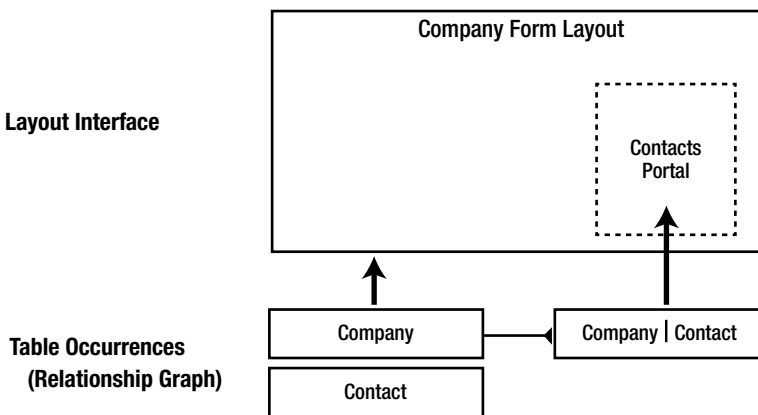 Company Form Layout
Layout Interface
Contacts
Portal
Company
Company | Contact
Table Occurrences
(Relationship Graph)
Contact